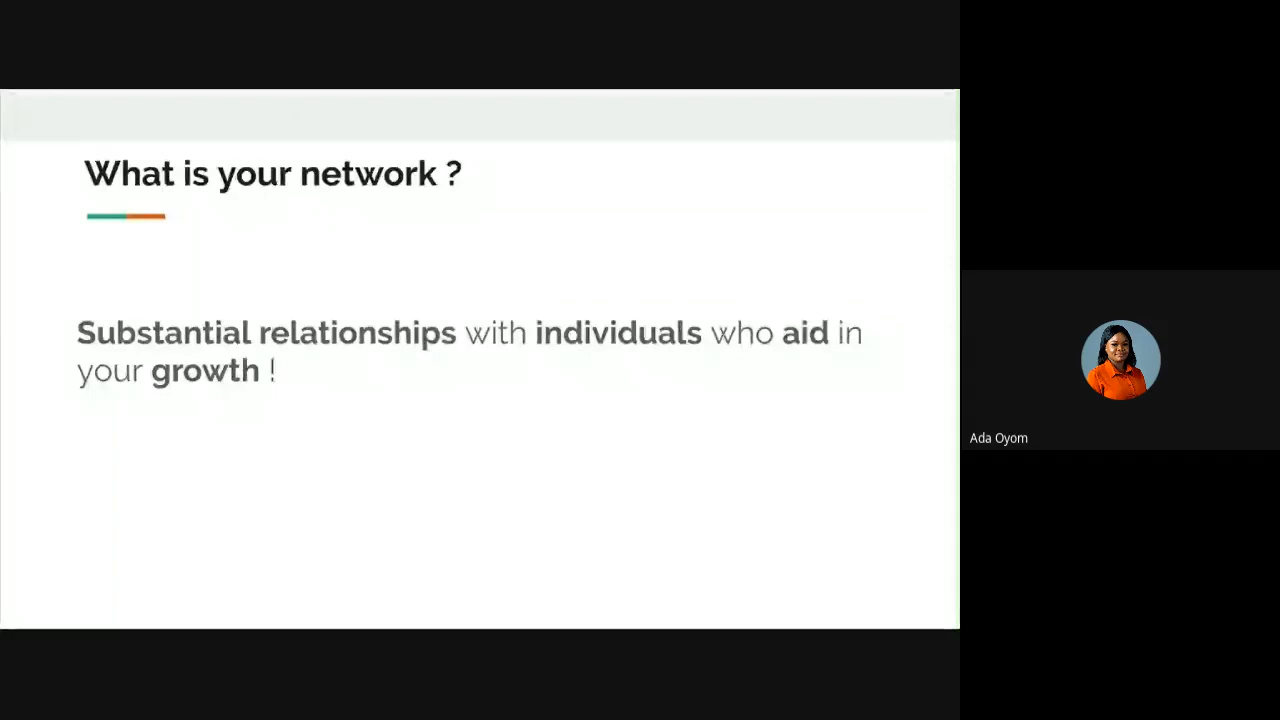 What is your network ?
Substantial relationships with individuals who aid in
your growth !
Ada Oyom